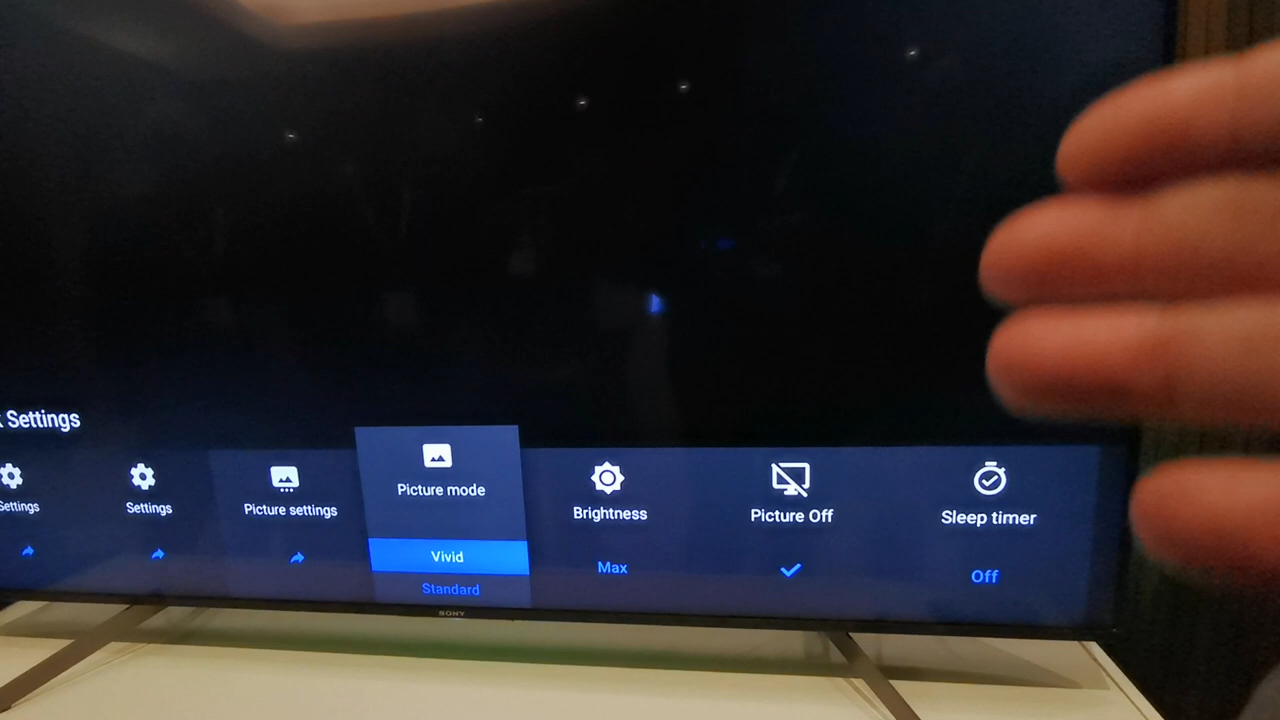 k Settings
Settings
Settings
Picture settings
Picture mode
Vivid
Standard
Brightness
Max
Picture Off
Sleep timer
Off
SONY